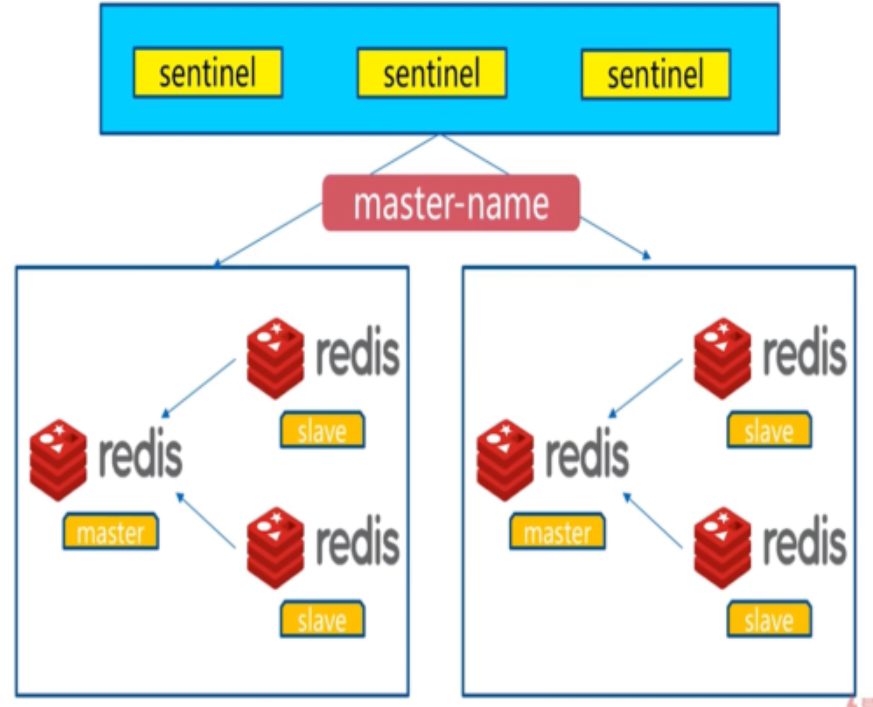 sentinel
sentinel
sentinel
master-name
redis
slave
redis
master
redis
slave
redis
slave
redis
master
redis
slave